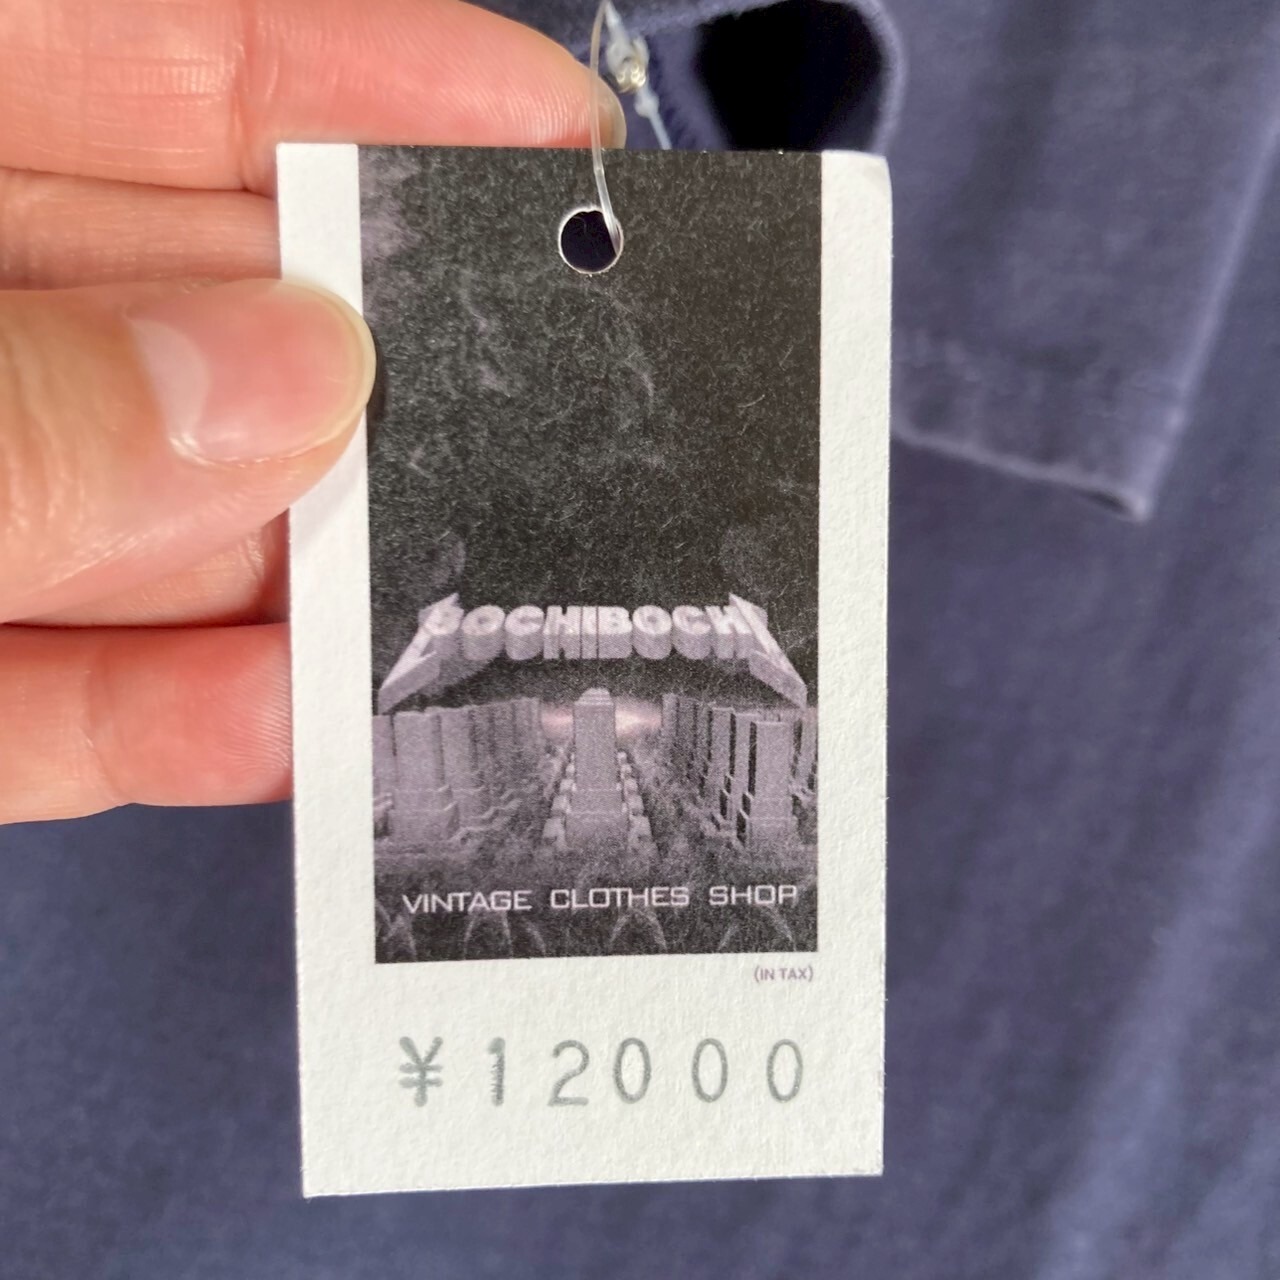 BOCHIBOCHI
VINTAGE CLOTHES SHOP
(IN TAX)
¥12000